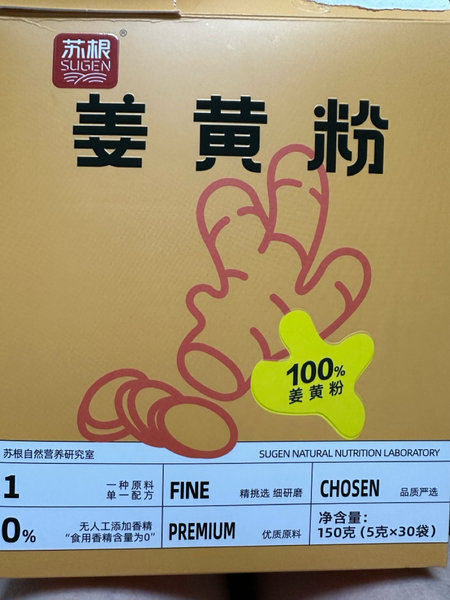 苏根®
SUGEN
姜黄粉
100%
姜黄粉
苏根自然营养研究室 SUGEN NATURAL NUTRITION LABORATORY
1 一种原料
单一配方
FINE 精挑选 细研磨
CHOSEN 品质严选
0% 无人工添加香精
“食用香精含量为0”
PREMIUM 优质原料
净含量:
150克 (5克×30袋)